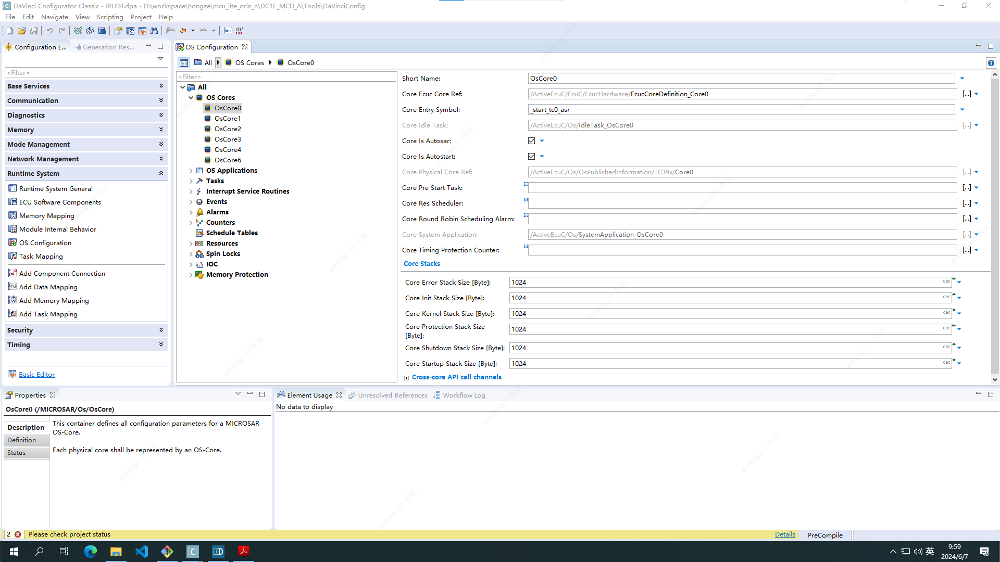 DaVinci Configurator Classic - IPU04.dpa - D:\workspace\hongze\mcu_lite_orin_n\DC1E_MCU_A\Tools\DaVinciConfig
File Edit Navigate View Scripting Project Help
Configuration E...
Generation Res...
<Filter>
Base Services
Communication
Diagnostics
Memory
Mode Management
Network Management
Runtime System
Runtime System General
ECU Software Components
Memory Mapping
Module Internal Behavior
OS Configuration
Task Mapping
Add Component Connection
Add Data Mapping
Add Memory Mapping
Add Task Mapping
Security
Timing
Basic Editor
OS Configuration
All
OS Cores
OsCore0
<Filter>
All
OS Cores
OsCore0
OsCore1
OsCore2
OsCore3
OsCore4
OsCore6
OS Applications
Tasks
Interrupt Service Routines
Events
Alarms
Counters
Schedule Tables
Resources
Spin Locks
IOC
Memory Protection
Short Name: OsCore0
Core Ecuc Core Ref: /ActiveEcuC/EcuC/EcucHardware/EcucCoreDefinition_Core0 [...]
Core Entry Symbol: _start_tc0_asr
Core Idle Task: /ActiveEcuC/Os/IdleTask_OsCore0 [...]
Core Is Autosar:
Core Is Autostart:
Core Physical Core Ref: /ActiveEcuC/Os/OsPublishedInformation/TC39x/Core0 [...]
Core Pre Start Task: [...]
Core Res Scheduler: [...]
Core Round Robin Scheduling Alarm: [...]
Core System Application: /ActiveEcuC/Os/SystemApplication_OsCore0 [...]
Core Timing Protection Counter: [...]
Core Stacks
Core Error Stack Size [Byte]: 1024 dec
Core Init Stack Size [Byte]: 1024 dec
Core Kernel Stack Size [Byte]: 1024 dec
Core Protection Stack Size [Byte]: 1024 dec
Core Shutdown Stack Size [Byte]: 1024 dec
Core Startup Stack Size [Byte]: 1024 dec
Cross-core API call channels
Properties
OsCore0 (/MICROSAR/Os/OsCore)
Description
Definition
Status
This container defines all configuration parameters for a MICROSAR
OS-Core.
Each physical core shall be represented by an OS-Core.
Element Usage
Unresolved References
Workflow Log
No data to display
2
Please check project status
Details
PreCompile
英
9:59
2024/6/7